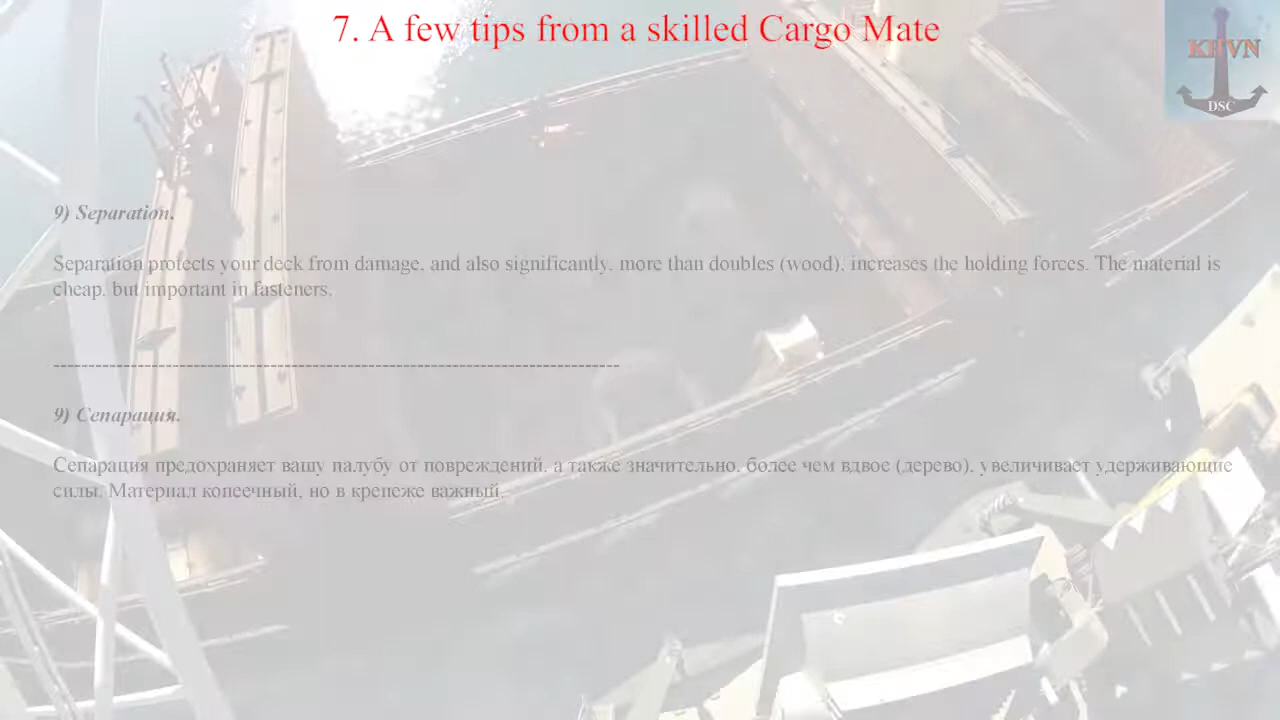 7. A few tips from a skilled Cargo Mate
KHVN
DSC
9) Separation.
Separation protects your deck from damage, and also significantly, more than doubles (wood), increases the holding forces. The material is
cheap, but important in fasteners.
--------------------------------------------------------------------------------
9) Сепарация.
Сепарация предохраняет вашу палубу от повреждений, а также значительно, более чем вдвое (дерево), увеличивает удерживающие
силы. Материал копеечный, но в крепеже важный.